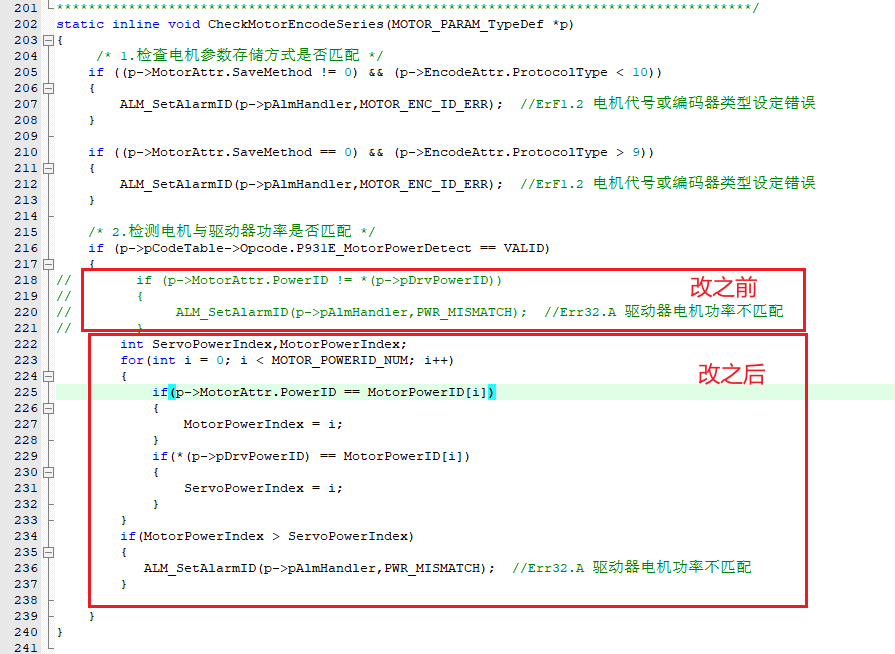 201 *****************************************************************************************/
202 static inline void CheckMotorEncodeSeries(MOTOR_PARAM_TypeDef *p)
203 {
204 /* 1.检查电机参数存储方式是否匹配 */
205 if ((p->MotorAttr.SaveMethod != 0) && (p->EncodeAttr.ProtocolType < 10))
206 {
207 ALM_SetAlarmID(p->pAlmHandler,MOTOR_ENC_ID_ERR); //ErF1.2 电机代号或编码器类型设定错误
208 }
209
210 if ((p->MotorAttr.SaveMethod == 0) && (p->EncodeAttr.ProtocolType > 9))
211 {
212 ALM_SetAlarmID(p->pAlmHandler,MOTOR_ENC_ID_ERR); //ErF1.2 电机代号或编码器类型设定错误
213 }
214
215 /* 2.检测电机与驱动器功率是否匹配 */
216 if (p->pCodeTable->Opcode.P931E_MotorPowerDetect == VALID)
217 {
218 // if (p->MotorAttr.PowerID != *(p->pDrvPowerID)) 改之前
219 // {
220 // ALM_SetAlarmID(p->pAlmHandler,PWR_MISMATCH); //Err32.A 驱动器电机功率不匹配
221 // }
222 int ServoPowerIndex,MotorPowerIndex;
223 for(int i = 0; i < MOTOR_POWERID_NUM; i++)
224 { 改之后
225 if(p->MotorAttr.PowerID == MotorPowerID[i])
226 {
227 MotorPowerIndex = i;
228 }
229 if(*(p->pDrvPowerID) == MotorPowerID[i])
230 {
231 ServoPowerIndex = i;
232 }
233 }
234 if(MotorPowerIndex > ServoPowerIndex)
235 {
236 ALM_SetAlarmID(p->pAlmHandler,PWR_MISMATCH); //Err32.A 驱动器电机功率不匹配
237 }
238
239 }
240 }
241